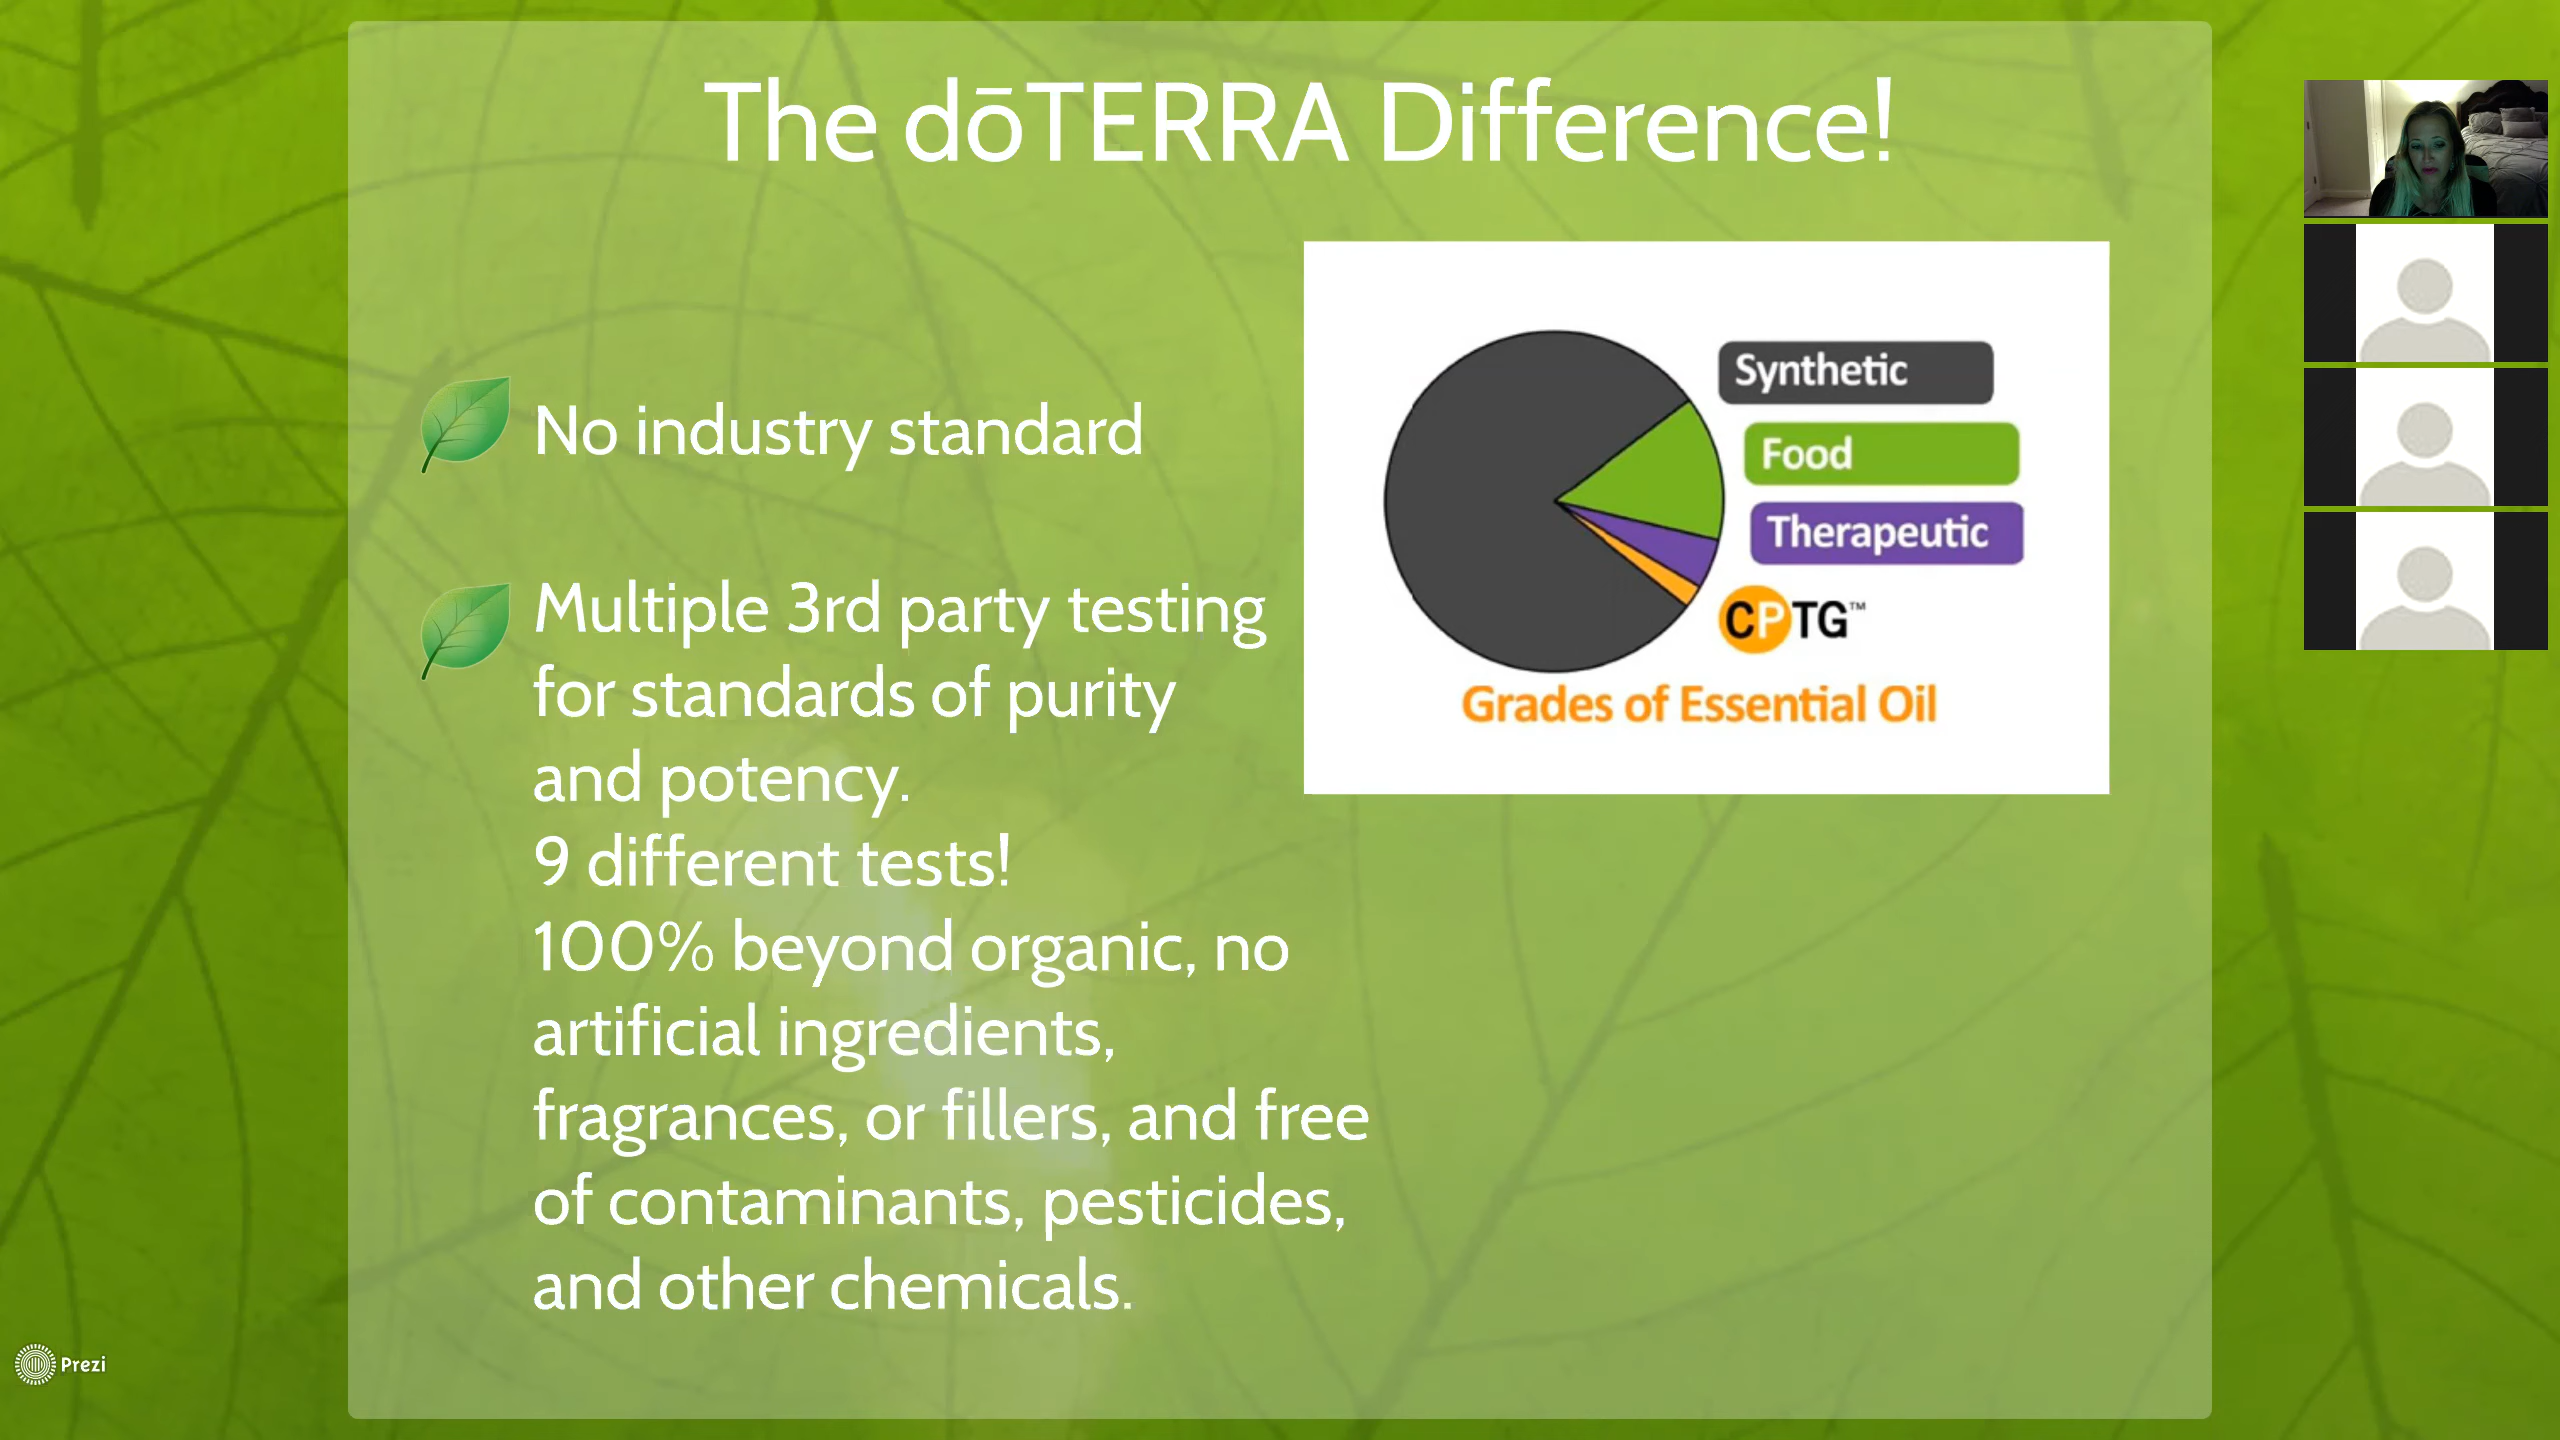 The dōTERRA Difference!
No industry standard
Multiple 3rd party testing
for standards of purity
and potency.
9 different tests!
100% beyond organic, no
artificial ingredients,
fragrances, or fillers, and free
of contaminants, pesticides,
and other chemicals.
Synthetic
Food
Therapeutic
CPTG™
Grades of Essential Oil
Prezi